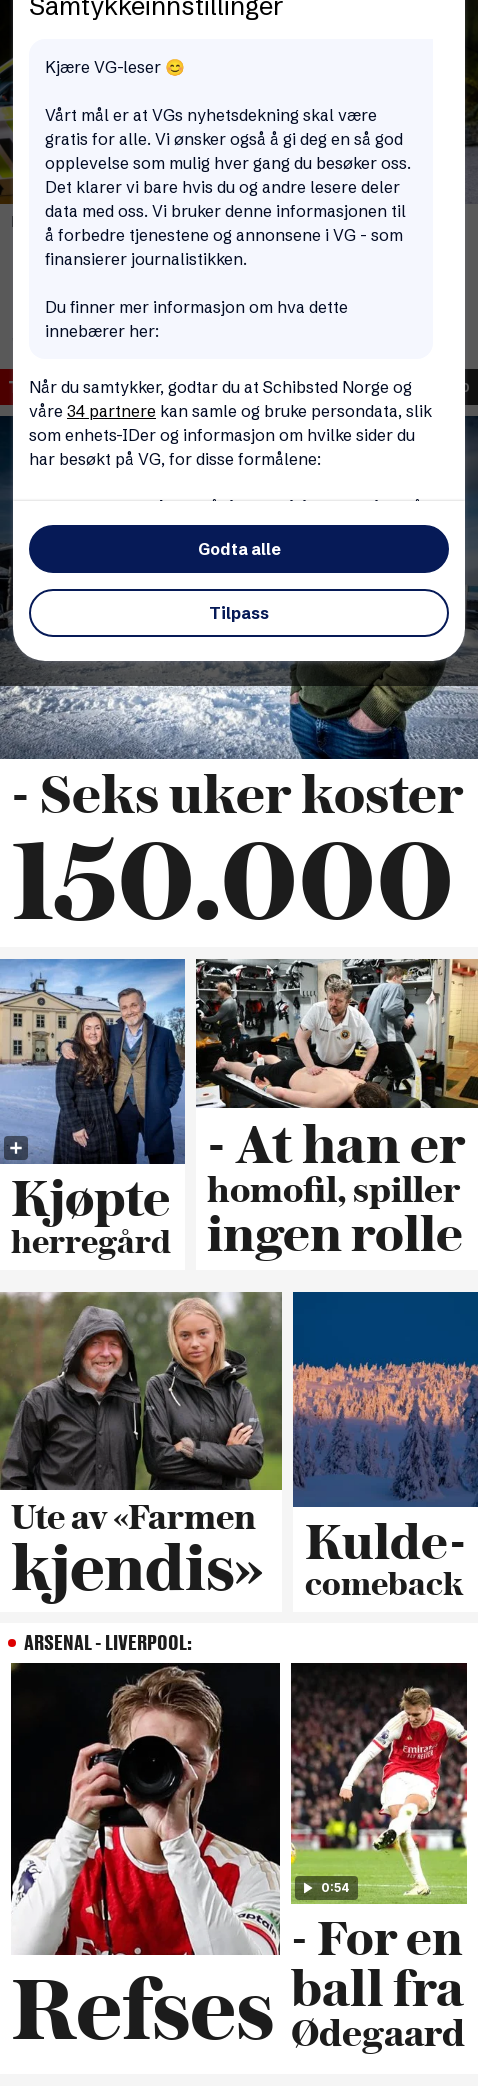 Samtykkeinnstillinger
Kjære VG-leser 😊
Vårt mål er at VGs nyhetsdekning skal være
gratis for alle. Vi ønsker også å gi deg en så god
opplevelse som mulig hver gang du besøker oss.
Det klarer vi bare hvis du og andre lesere deler
data med oss. Vi bruker denne informasjonen til
å forbedre tjenestene og annonsene i VG - som
finansierer journalistikken.
Du finner mer informasjon om hva dette
innebærer her:
Når du samtykker, godtar du at Schibsted Norge og
våre 34 partnere kan samle og bruke persondata, slik
som enhets-IDer og informasjon om hvilke sider du
har besøkt på VG, for disse formålene:
Godta alle
Tilpass
- Seks uker koster
150.000
Kjøpte
herregård
- At han er
homofil, spiller
ingen rolle
Ute av «Farmen
kjendis»
Kulde-
comeback
ARSENAL - LIVERPOOL:
0:54
Refses
- For en
ball fra
Ødegaard